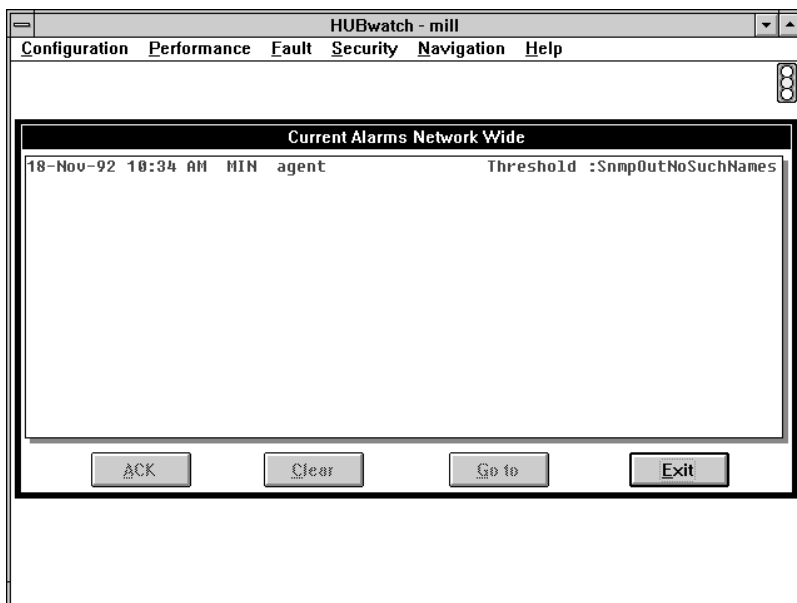 HUBwatch - mill
Configuration Performance Fault Security Navigation Help
Current Alarms Network Wide
18-Nov-92 10:34 AM MIN agent Threshold :SnmpOutNoSuchNames
ACK Clear Go to Exit